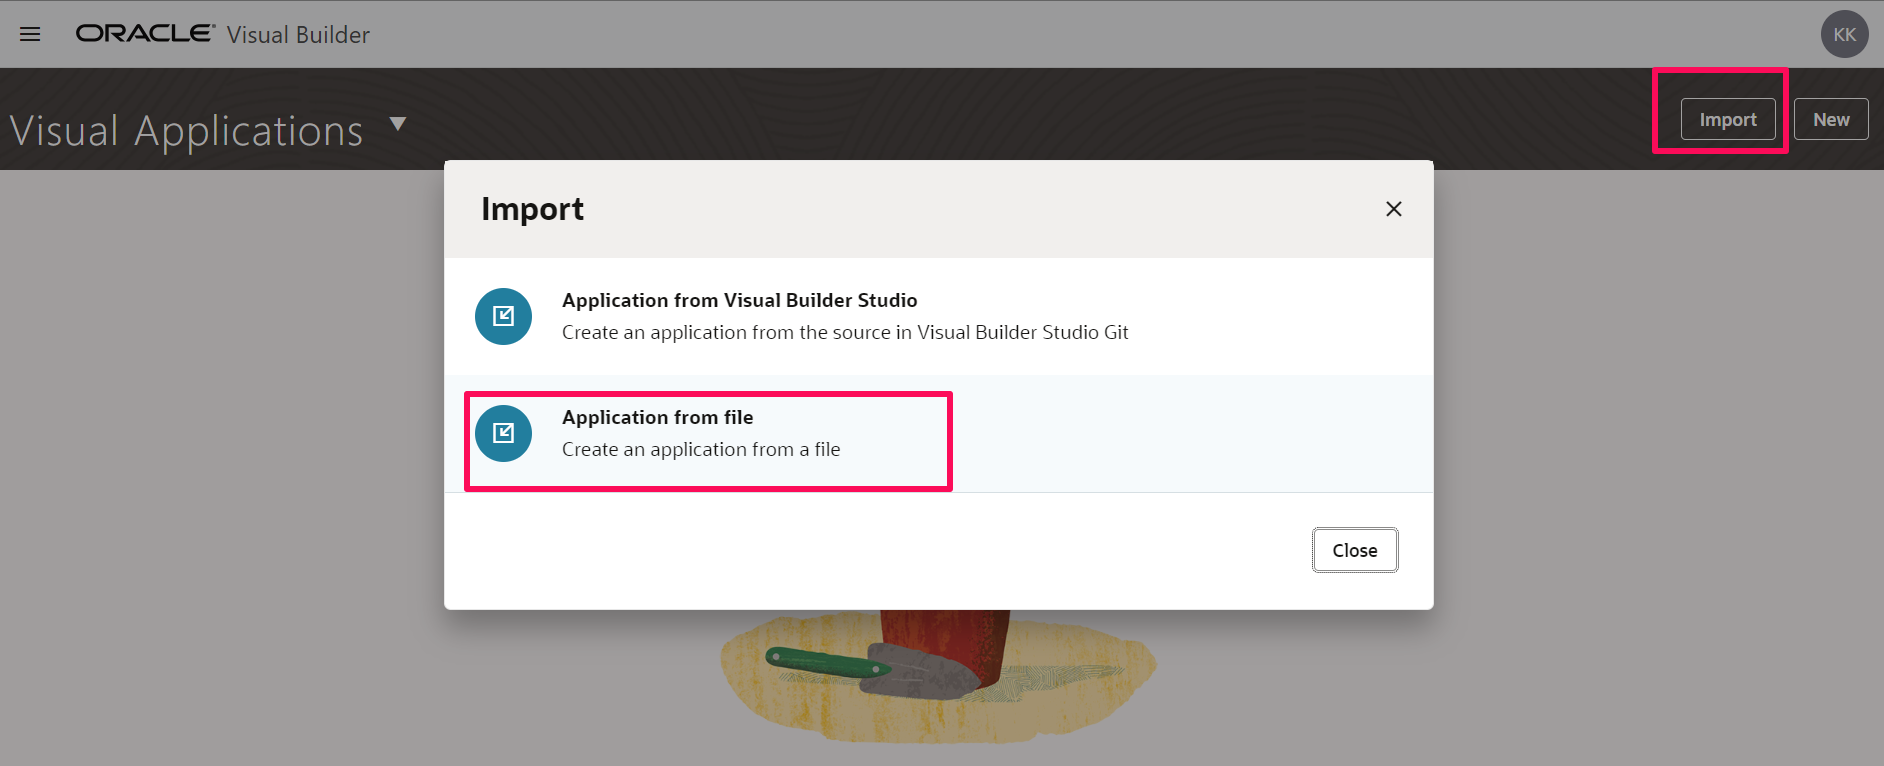 ORACLE Visual Builder
KK
Visual Applications
Import
New
Import
Application from Visual Builder Studio
Create an application from the source in Visual Builder Studio Git
Application from file
Create an application from a file
Close